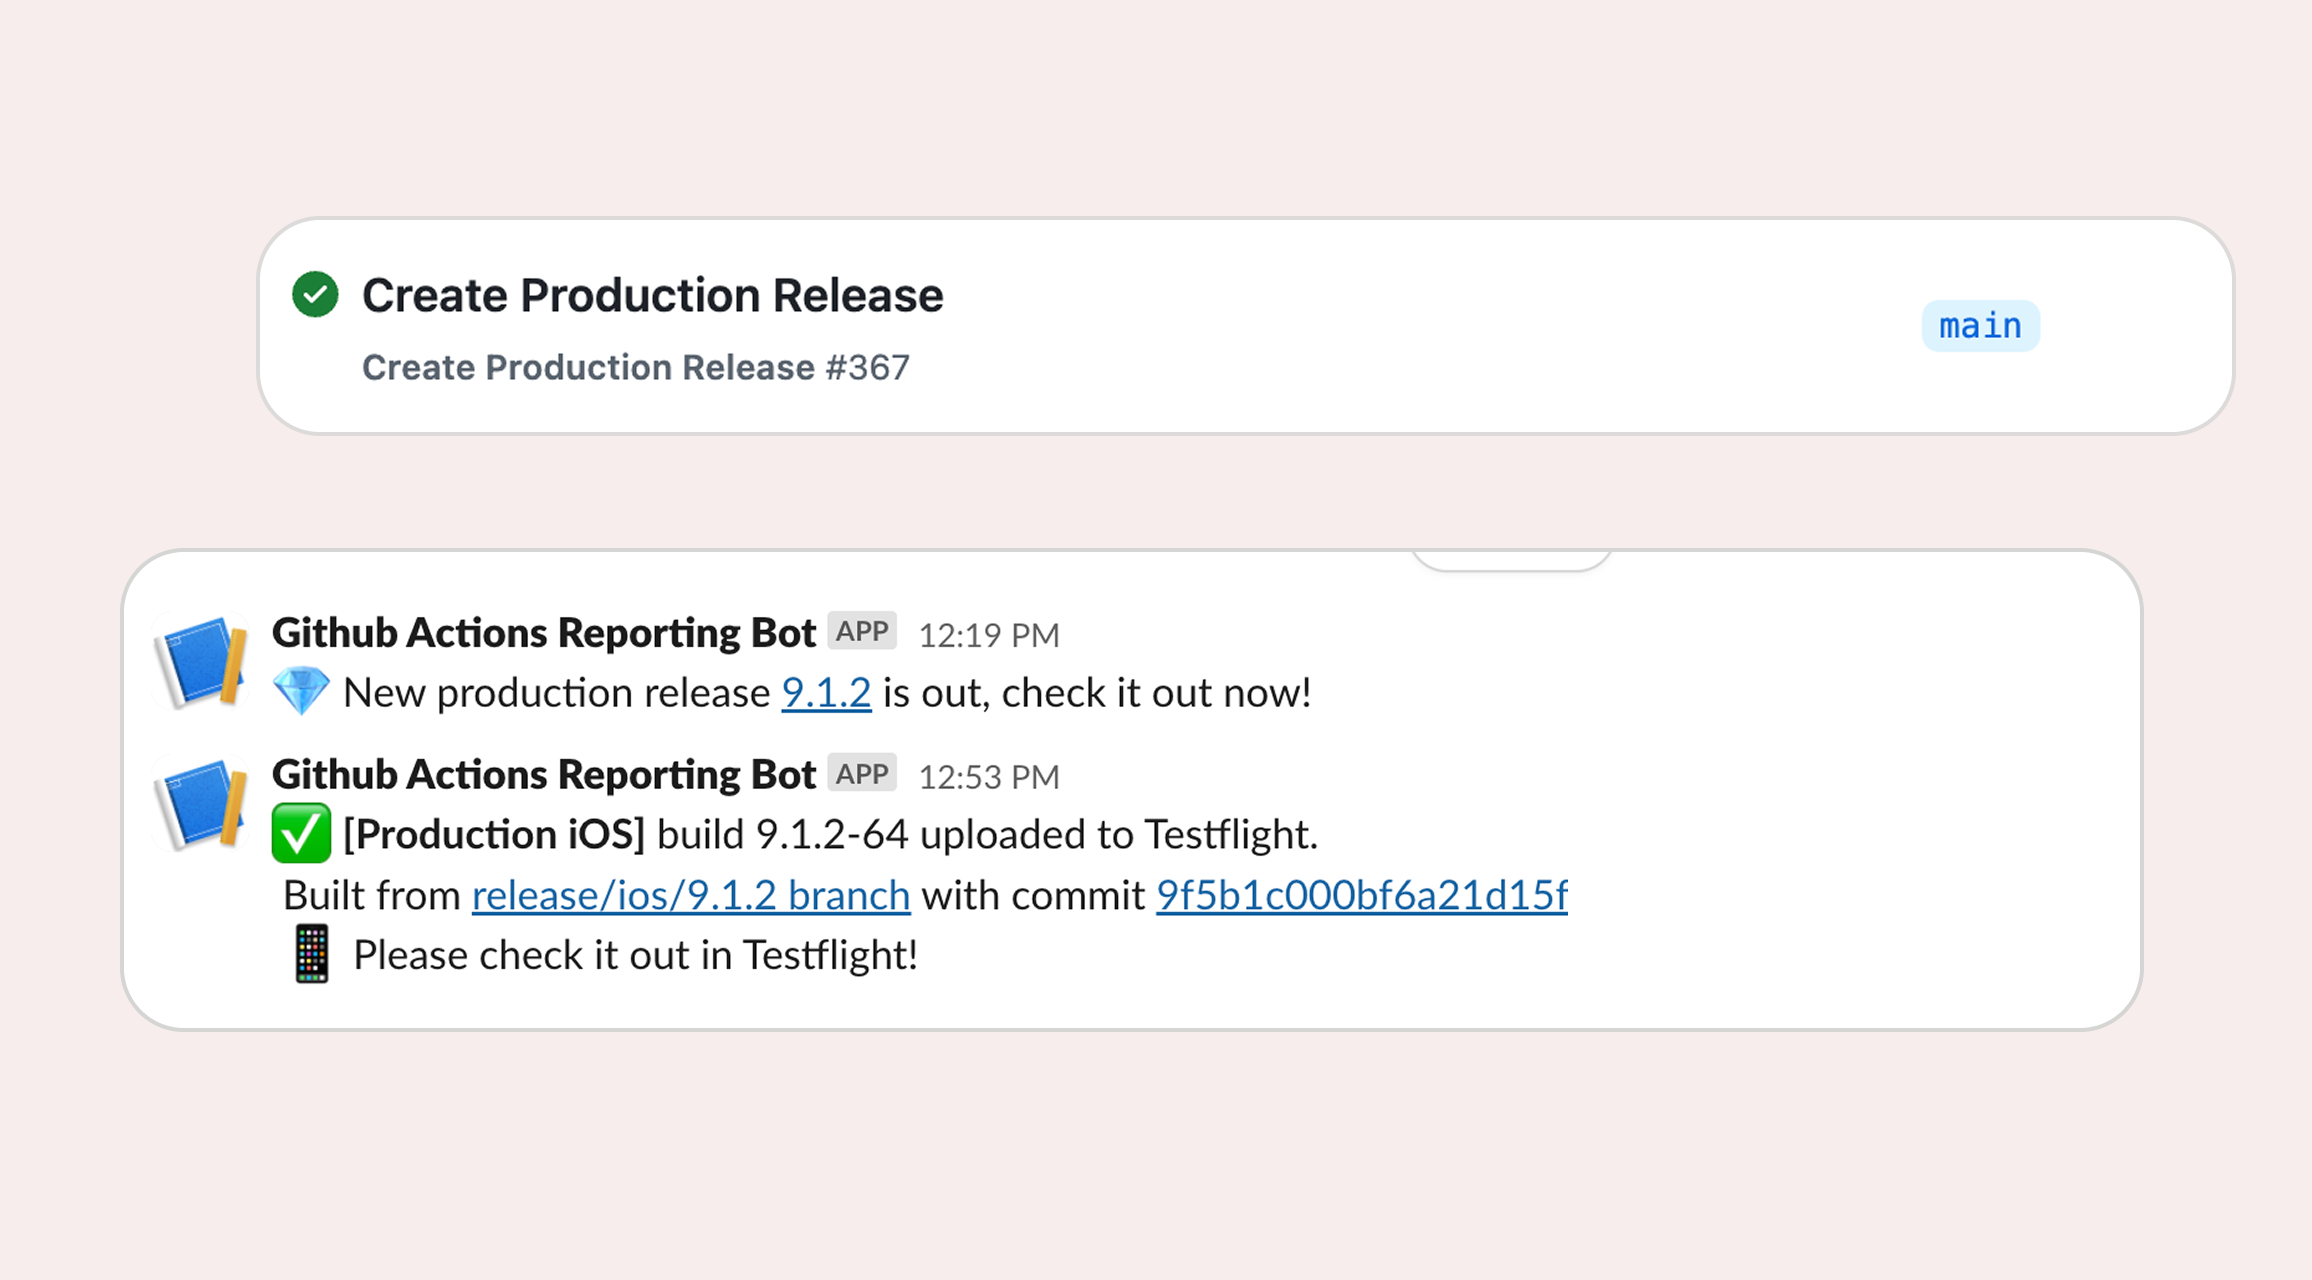 Create Production Release
main
Create Production Release #367
Github Actions Reporting Bot APP 12:19 PM
💎 New production release 9.1.2 is out, check it out now!
Github Actions Reporting Bot APP 12:53 PM
✅ [Production iOS] build 9.1.2-64 uploaded to Testflight.
Built from release/ios/9.1.2 branch with commit 9f5b1c000bf6a21d15f
📱 Please check it out in Testflight!